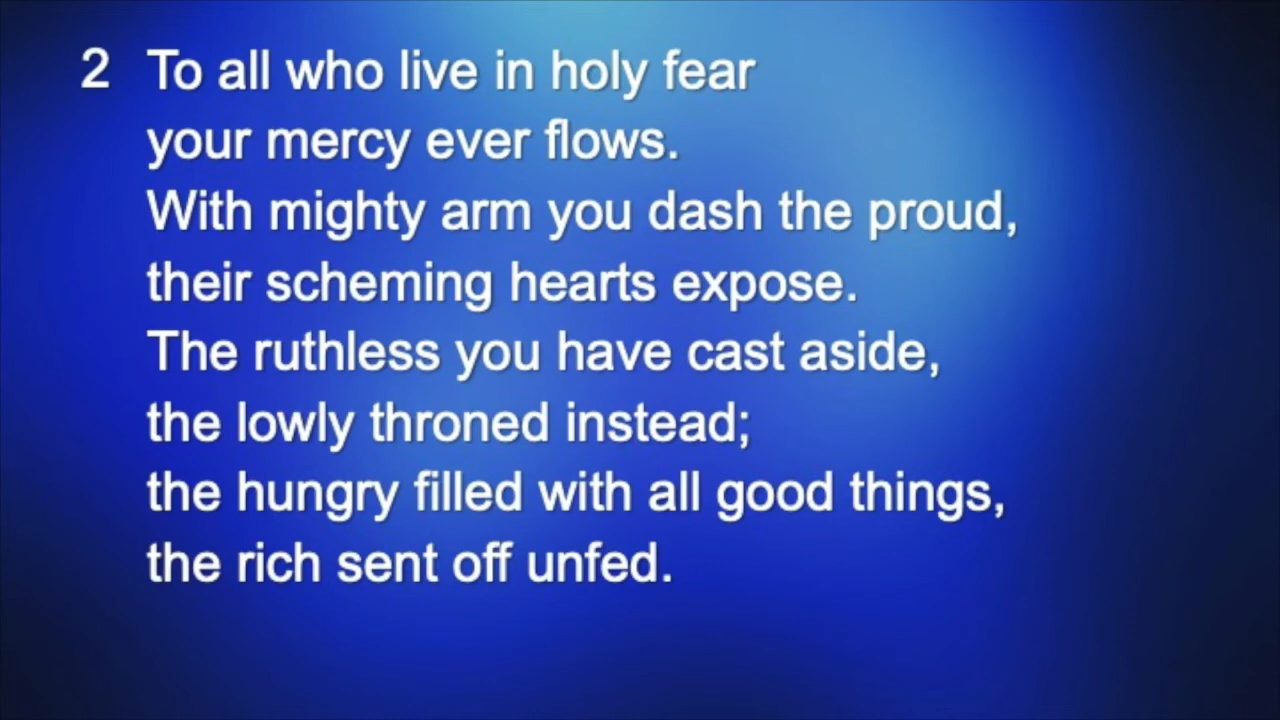 2 To all who live in holy fear
your mercy ever flows.
With mighty arm you dash the proud,
their scheming hearts expose.
The ruthless you have cast aside,
the lowly throned instead;
the hungry filled with all good things,
the rich sent off unfed.